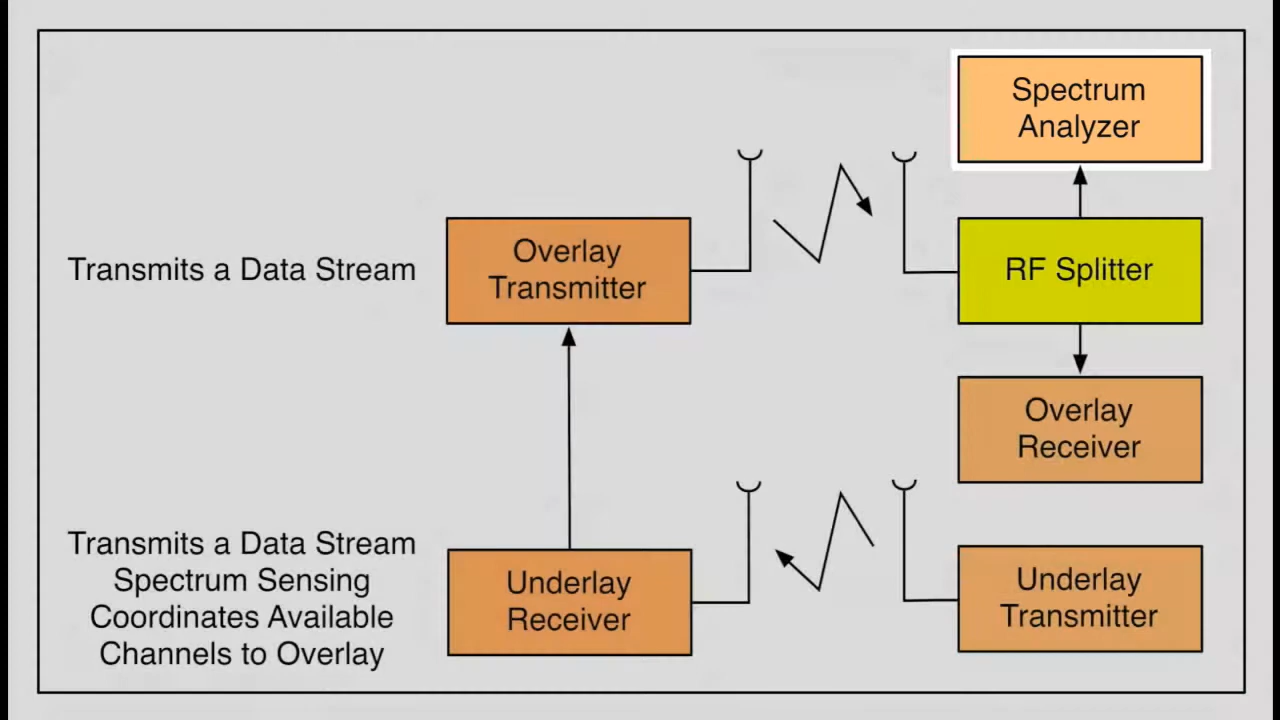 Spectrum
Analyzer
Transmits a Data Stream
Overlay
Transmitter
RF Splitter
Overlay
Receiver
Transmits a Data Stream
Spectrum Sensing
Coordinates Available
Channels to Overlay
Underlay
Receiver
Underlay
Transmitter